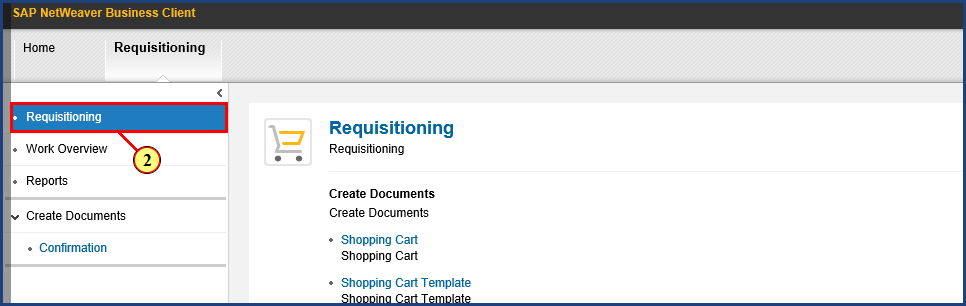 SAP NetWeaver Business Client
Home
Requisitioning
Requisitioning
2
Work Overview
Reports
Create Documents
Confirmation
Requisitioning
Requisitioning
Create Documents
Create Documents
Shopping Cart
Shopping Cart
Shopping Cart Template
Shopping Cart Template